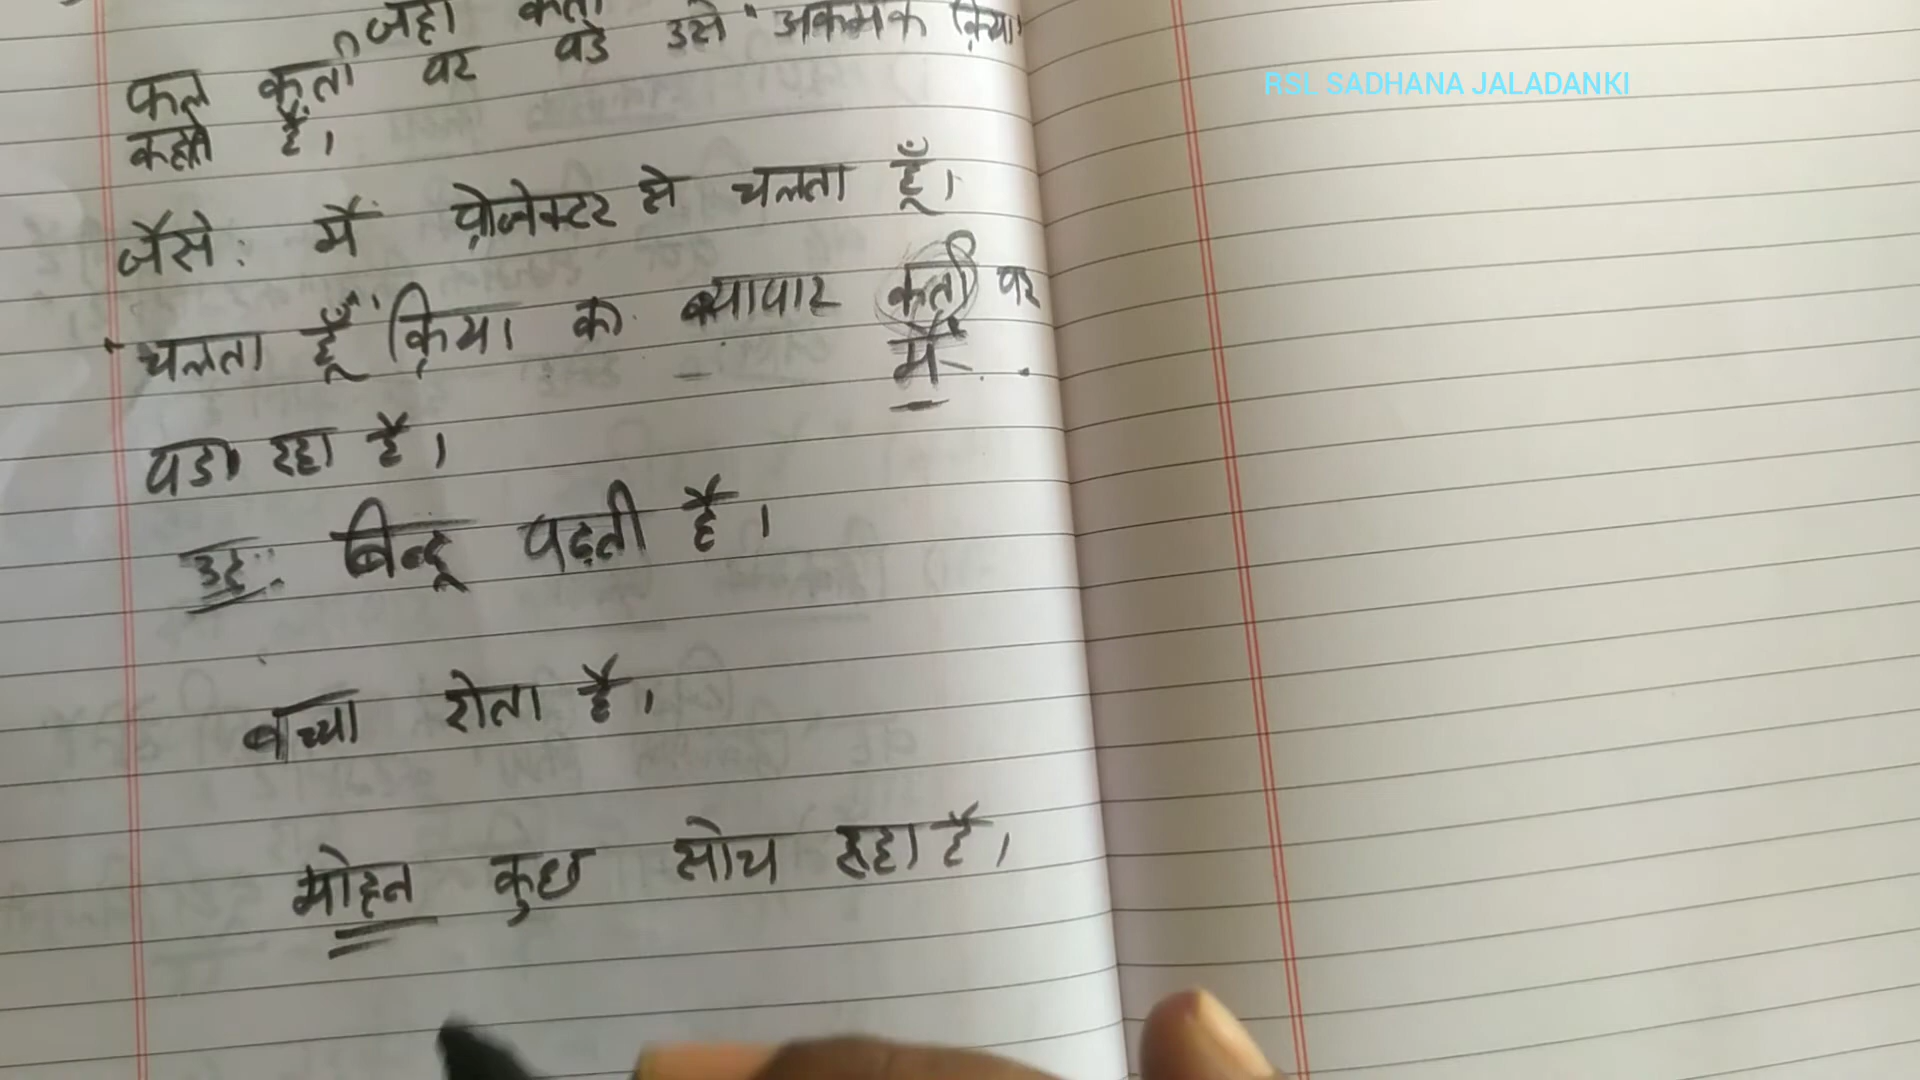 जहाँ कर्ता
फल कर्ता पर पडे उसे "अकर्मक क्रिया
कहते हैं।
RSL SADHANA JALADANKI
जैसे: मैं प्रोजेक्टर से चलता हूँ।
"चलता हूँ" क्रिया का व्यापार कर्ता पर
मैं
पडा रहा है।
उदः बिन्दू पढ़ती है।
बच्चा रोता है।
मोहन कुछ सोच रहा है।